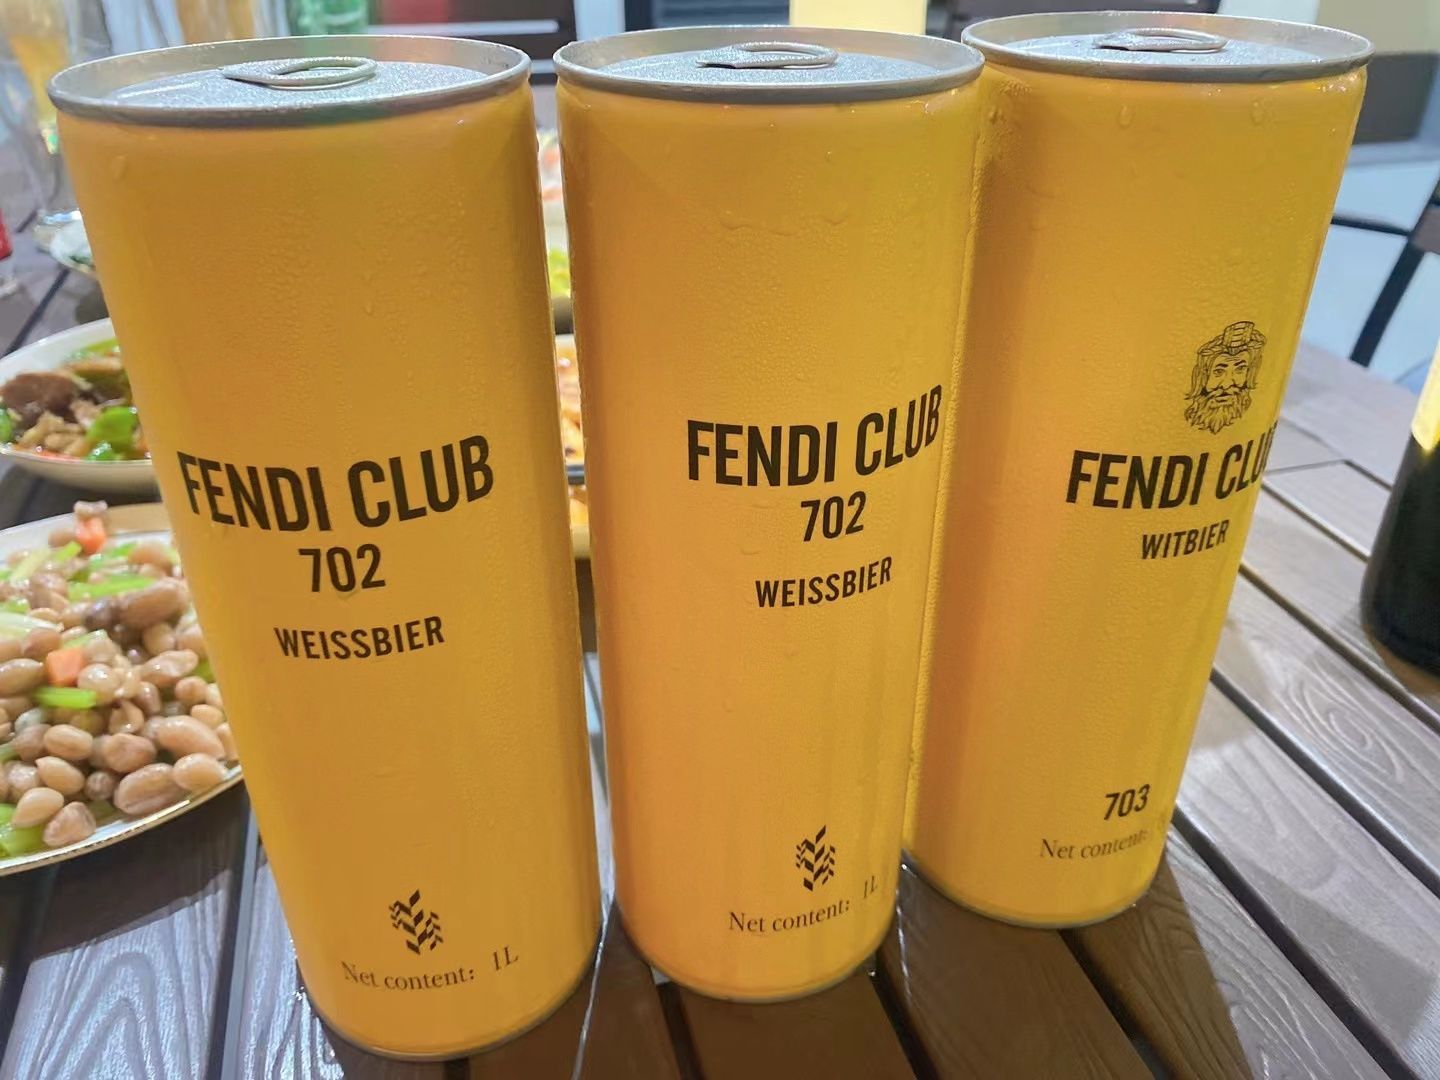 FENDI CLUB
702
WEISSBIER
Net content: 1L
FENDI CLUB
702
WEISSBIER
Net content: 1L
FENDI CLUB
WITBIER
703
Net content: